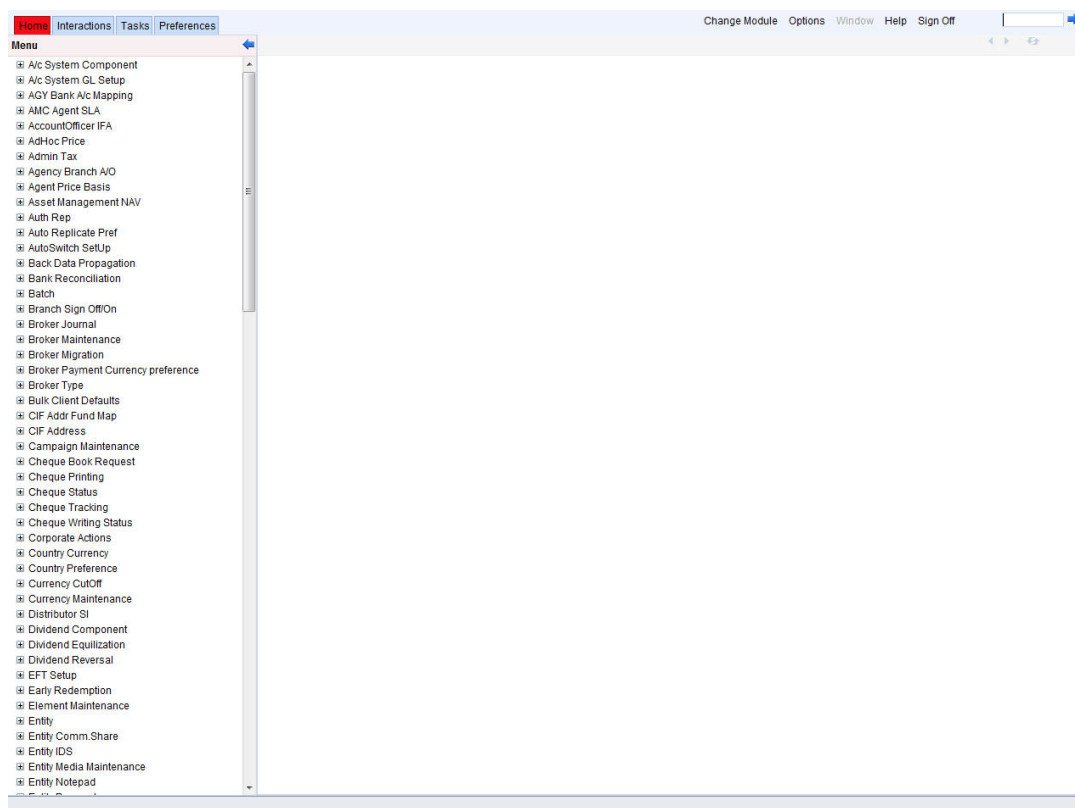 Home Interactions Tasks Preferences Change Module Options Window Help Sign Off
Menu
A/c System Component
A/c System GL Setup
AGY Bank A/c Mapping
AMC Agent SLA
AccountOfficer IFA
AdHoc Price
Admin Tax
Agency Branch A/O
Agent Price Basis
Asset Management NAV
Auth Rep
Auto Replicate Pref
AutoSwitch SetUp
Back Data Propagation
Bank Reconciliation
Batch
Branch Sign Off/On
Broker Journal
Broker Maintenance
Broker Migration
Broker Payment Currency preference
Broker Type
Bulk Client Defaults
CIF Addr Fund Map
CIF Address
Campaign Maintenance
Cheque Book Request
Cheque Printing
Cheque Status
Cheque Tracking
Cheque Writing Status
Corporate Actions
Country Currency
Country Preference
Currency CutOff
Currency Maintenance
Distributor SI
Dividend Component
Dividend Equilization
Dividend Reversal
EFT Setup
Early Redemption
Element Maintenance
Entity
Entity Comm.Share
Entity IDS
Entity Media Maintenance
Entity Notepad